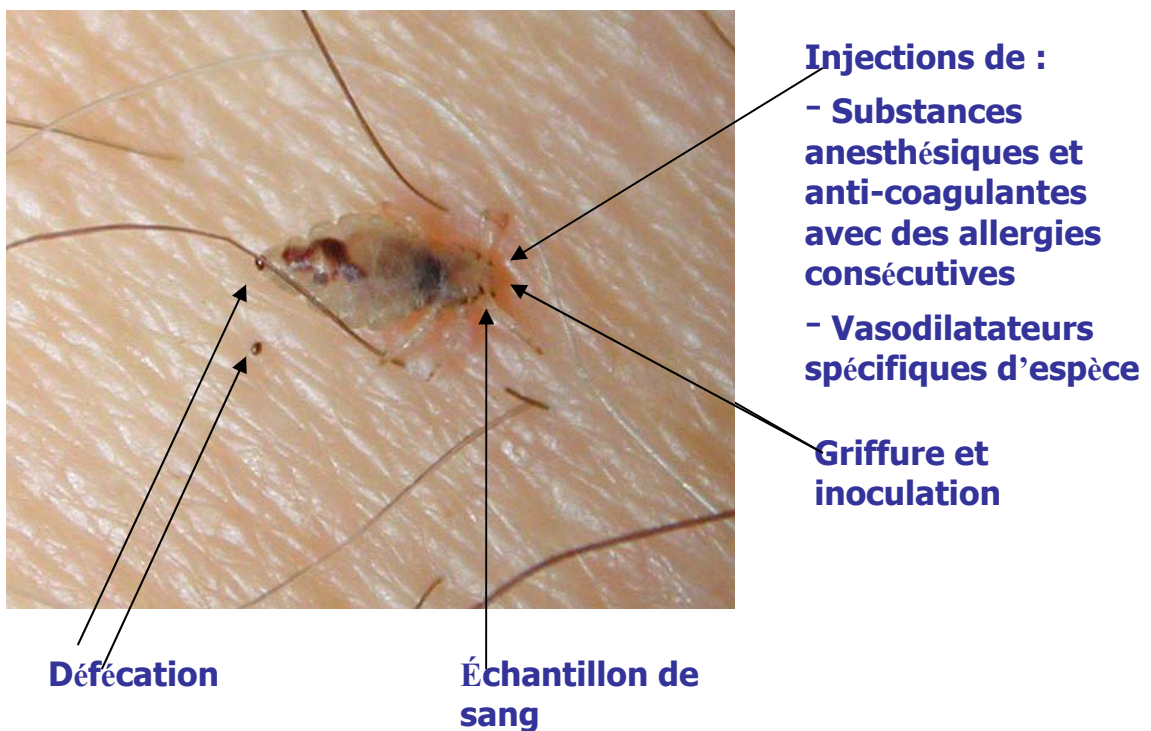 Injections de :
- Substances
anesthésiques et
anti-coagulantes
avec des allergies
consécutives
- Vasodilatateurs
spécifiques d'espèce
Griffure et
inoculation
Défécation
Échantillon de
sang